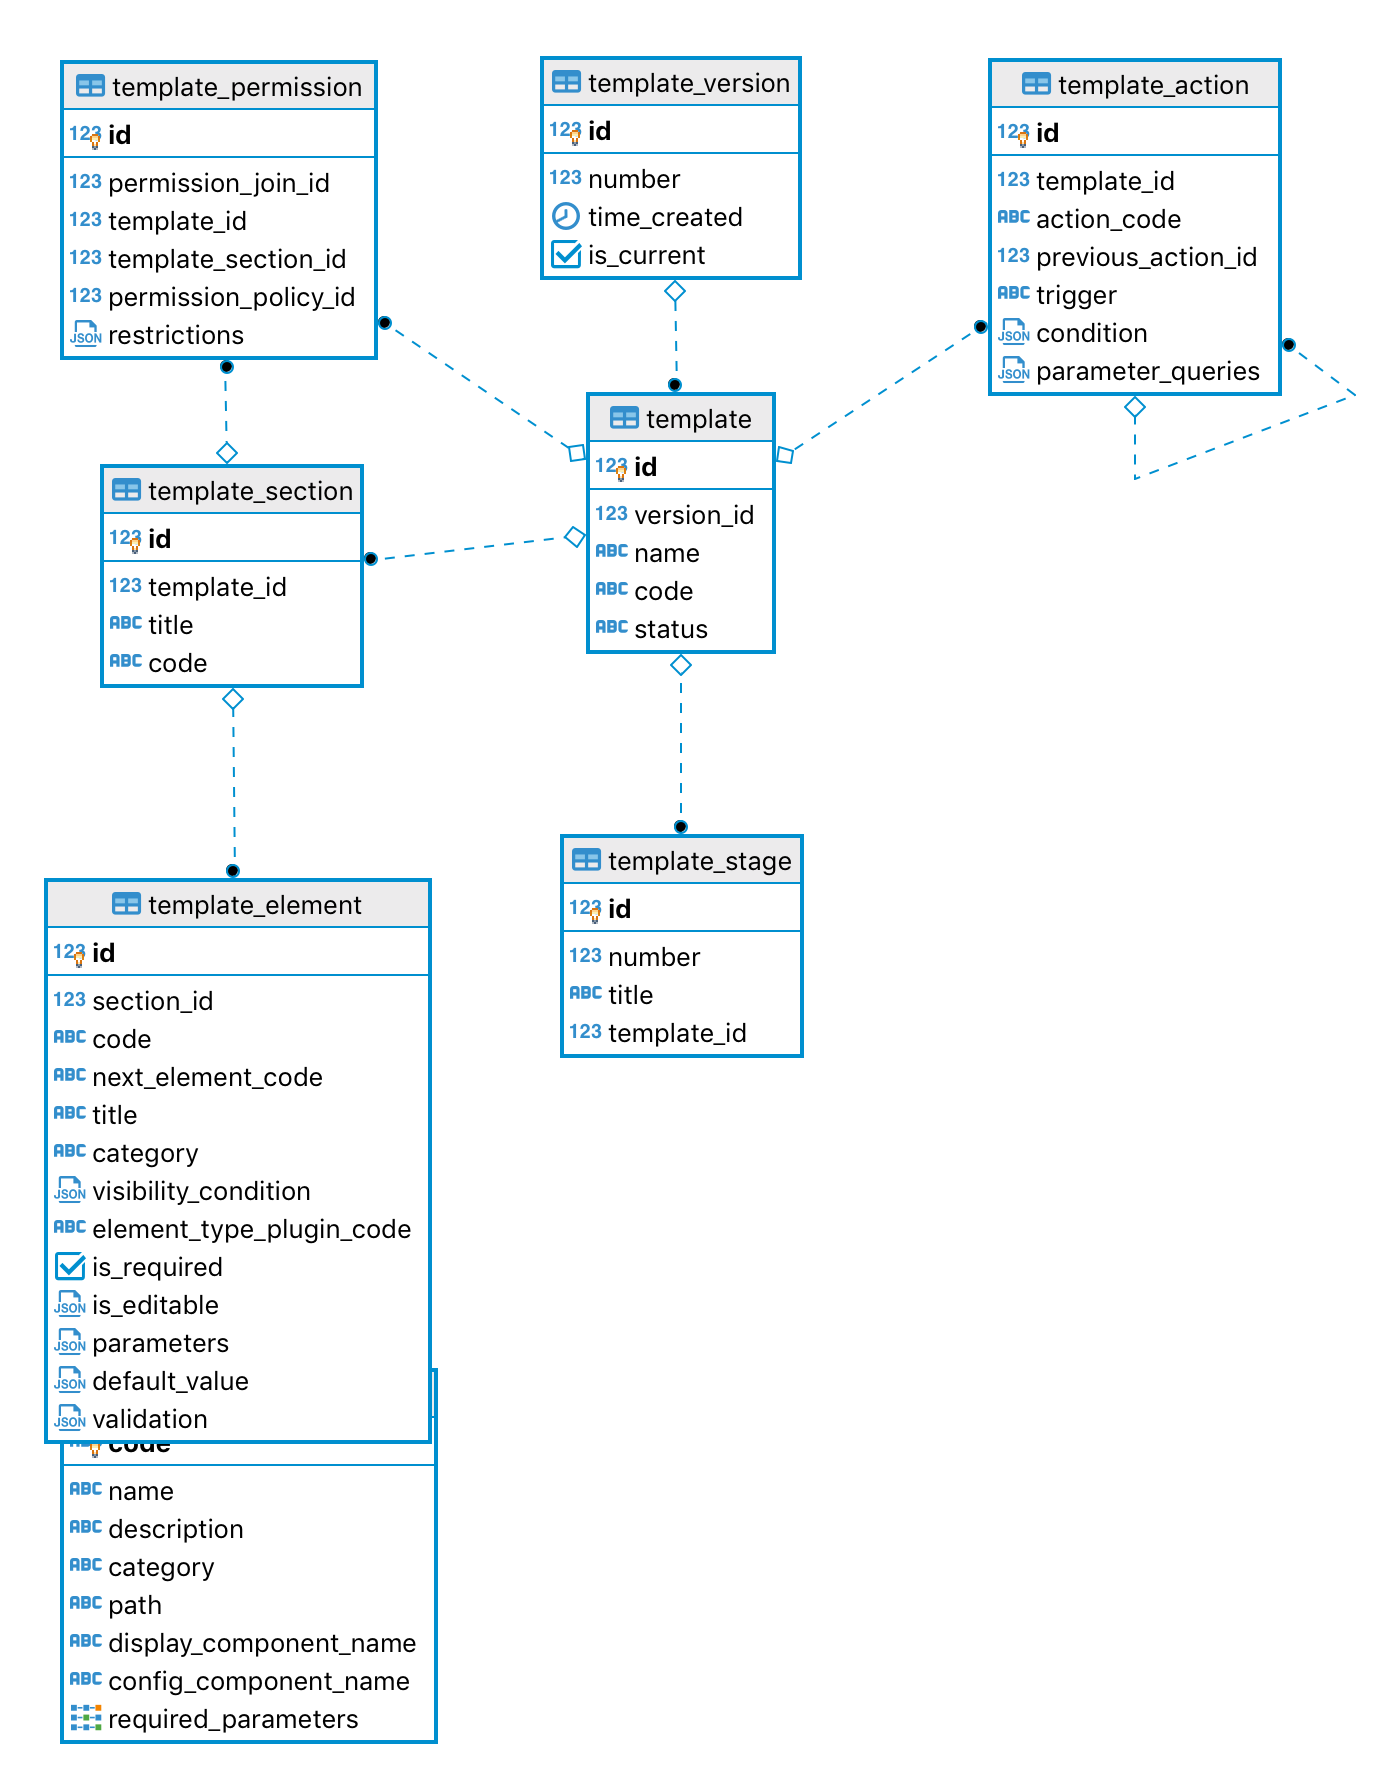 template_permission
123 id
123 permission_join_id
123 template_id
123 template_section_id
123 permission_policy_id
JSON restrictions
template_version
123 id
123 number
time_created
is_current
template_action
123 id
123 template_id
ABC action_code
123 previous_action_id
ABC trigger
JSON condition
JSON parameter_queries
template_section
123 id
123 template_id
ABC title
ABC code
template
123 id
123 version_id
ABC name
ABC code
ABC status
template_element
123 id
123 section_id
ABC code
ABC next_element_code
ABC title
ABC category
JSON visibility_condition
ABC element_type_plugin_code
is_required
JSON is_editable
JSON parameters
JSON default_value
JSON validation
template_stage
123 id
123 number
ABC title
123 template_id
ABC code
ABC name
ABC description
ABC category
ABC path
ABC display_component_name
ABC config_component_name
required_parameters